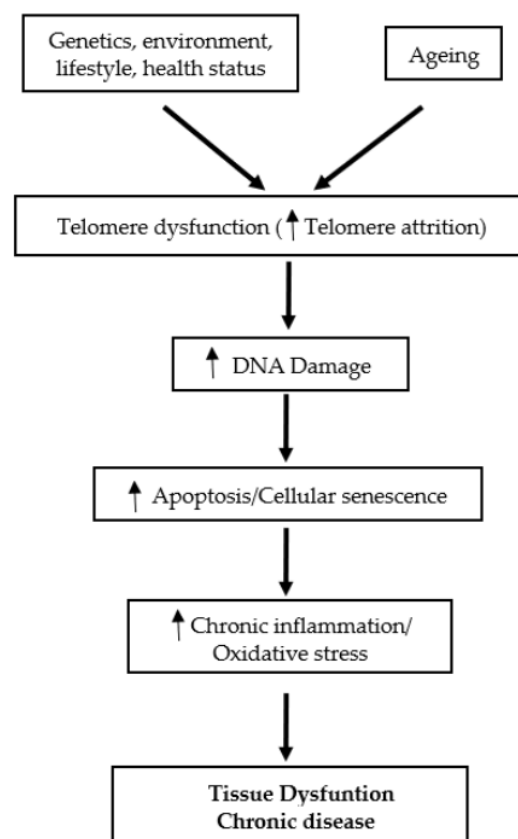 Genetics, environment,
lifestyle, health status
Ageing
Telomere dysfunction (↑ Telomere attrition)
↑ DNA Damage
↑ Apoptosis/Cellular senescence
↑ Chronic inflammation/
Oxidative stress
Tissue Dysfuntion
Chronic disease